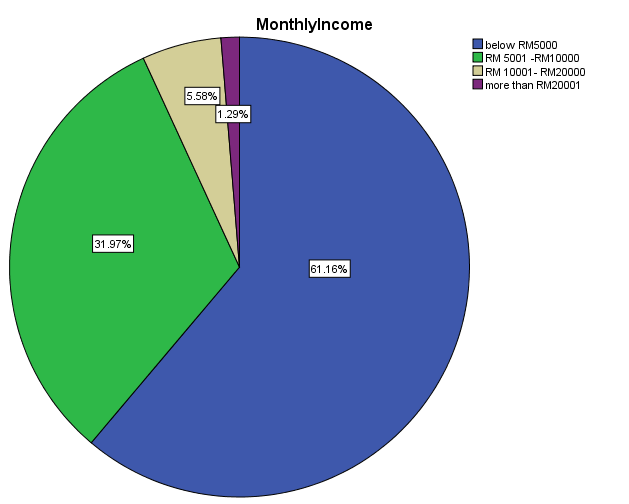 MonthlyIncome
below RM5000
RM 5001 -RM10000
RM 10001- RM20000
more than RM20001
5.58%
1.29%
31.97%
61.16%